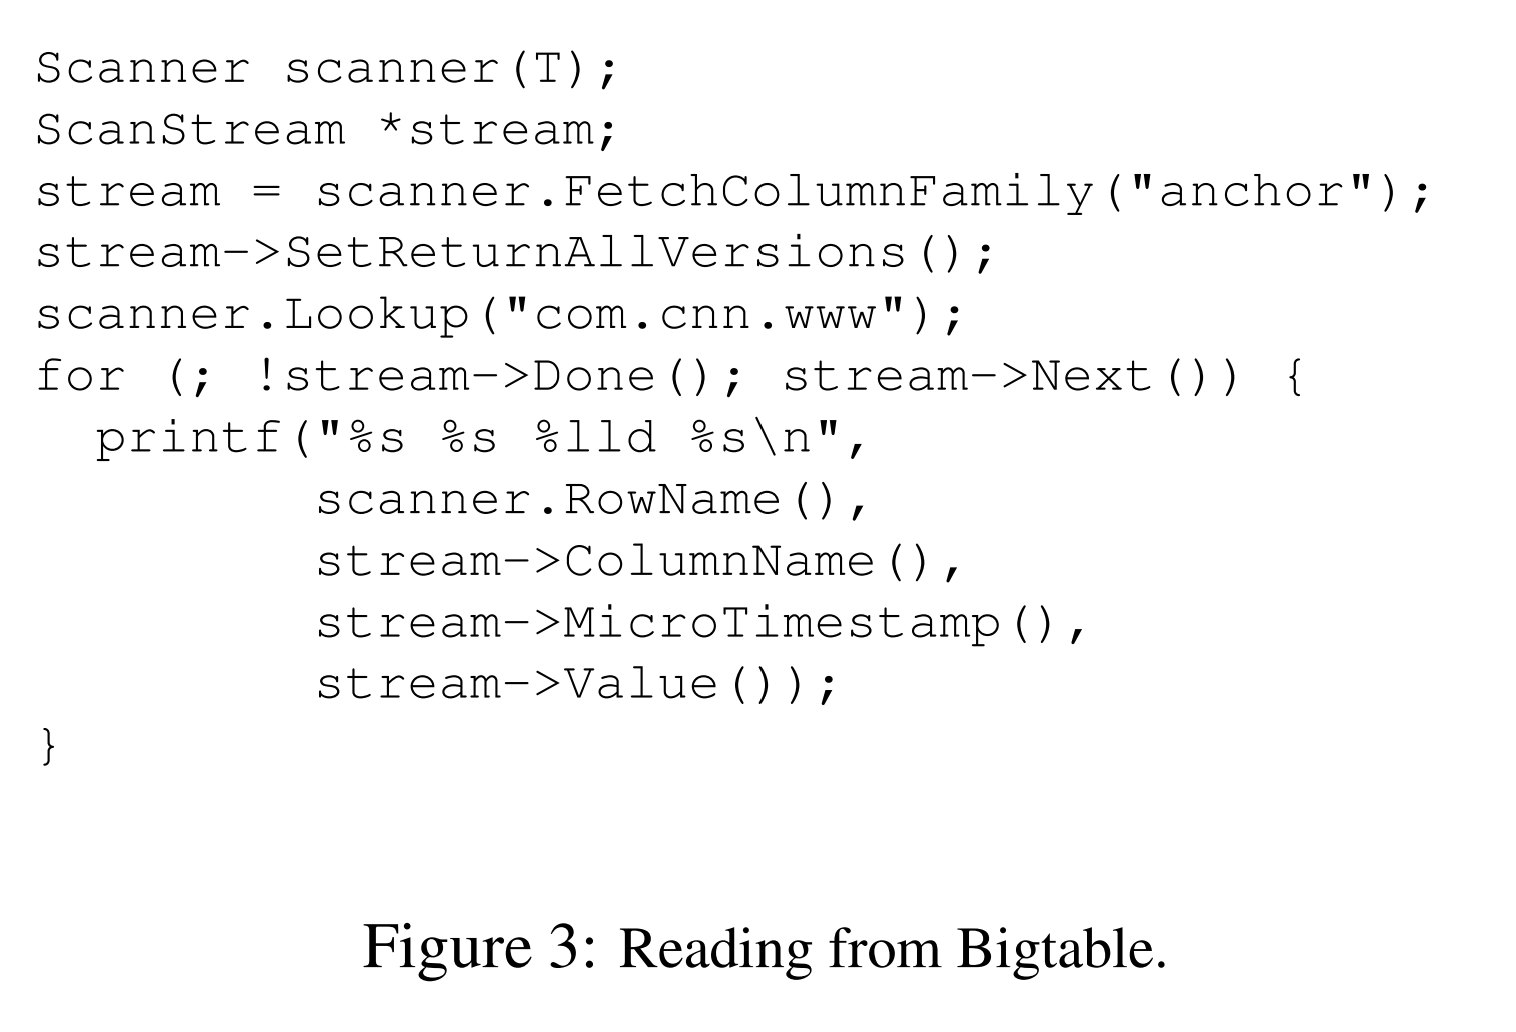 Scanner scanner(T);
ScanStream *stream;
stream = scanner.FetchColumnFamily("anchor");
stream->SetReturnAllVersions();
scanner.Lookup("com.cnn.www");
for (; !stream->Done(); stream->Next()) {
  printf("%s %s %lld %s\n",
         scanner.RowName(),
         stream->ColumnName(),
         stream->MicroTimestamp(),
         stream->Value());
}
Figure 3: Reading from Bigtable.